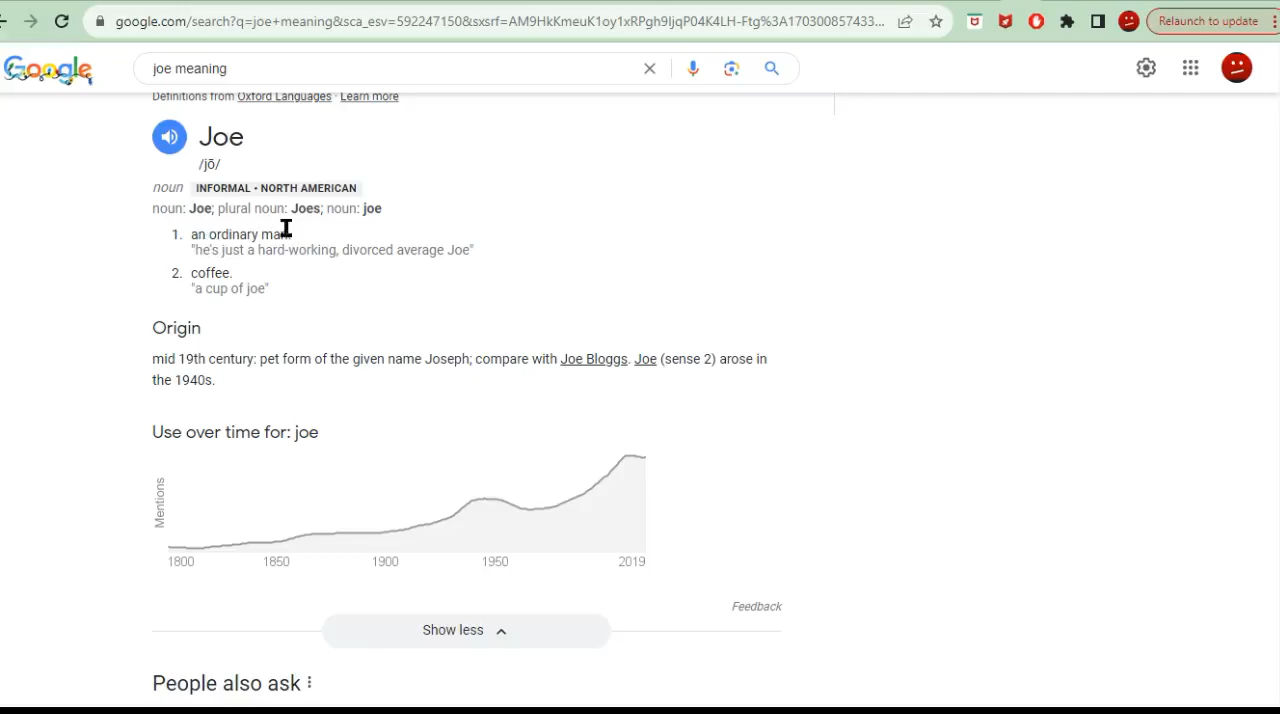 google.com/search?q=joe+meaning&sca_esv=592247150&sxsrf=AM9HkKmeuK1oy1xRPgh9IjqP04K4LH-Ftg%3A170300857433...
Relaunch to update
Google
joe meaning
Definitions from Oxford Languages · Learn more
Joe
/jō/
noun INFORMAL • NORTH AMERICAN
noun: Joe; plural noun: Joes; noun: joe
1. an ordinary man.
"he's just a hard-working, divorced average Joe"
2. coffee.
"a cup of joe"
Origin
mid 19th century: pet form of the given name Joseph; compare with Joe Bloggs. Joe (sense 2) arose in
the 1940s.
Use over time for: joe
Mentions
1800 1850 1900 1950 2019
Feedback
Show less
People also ask